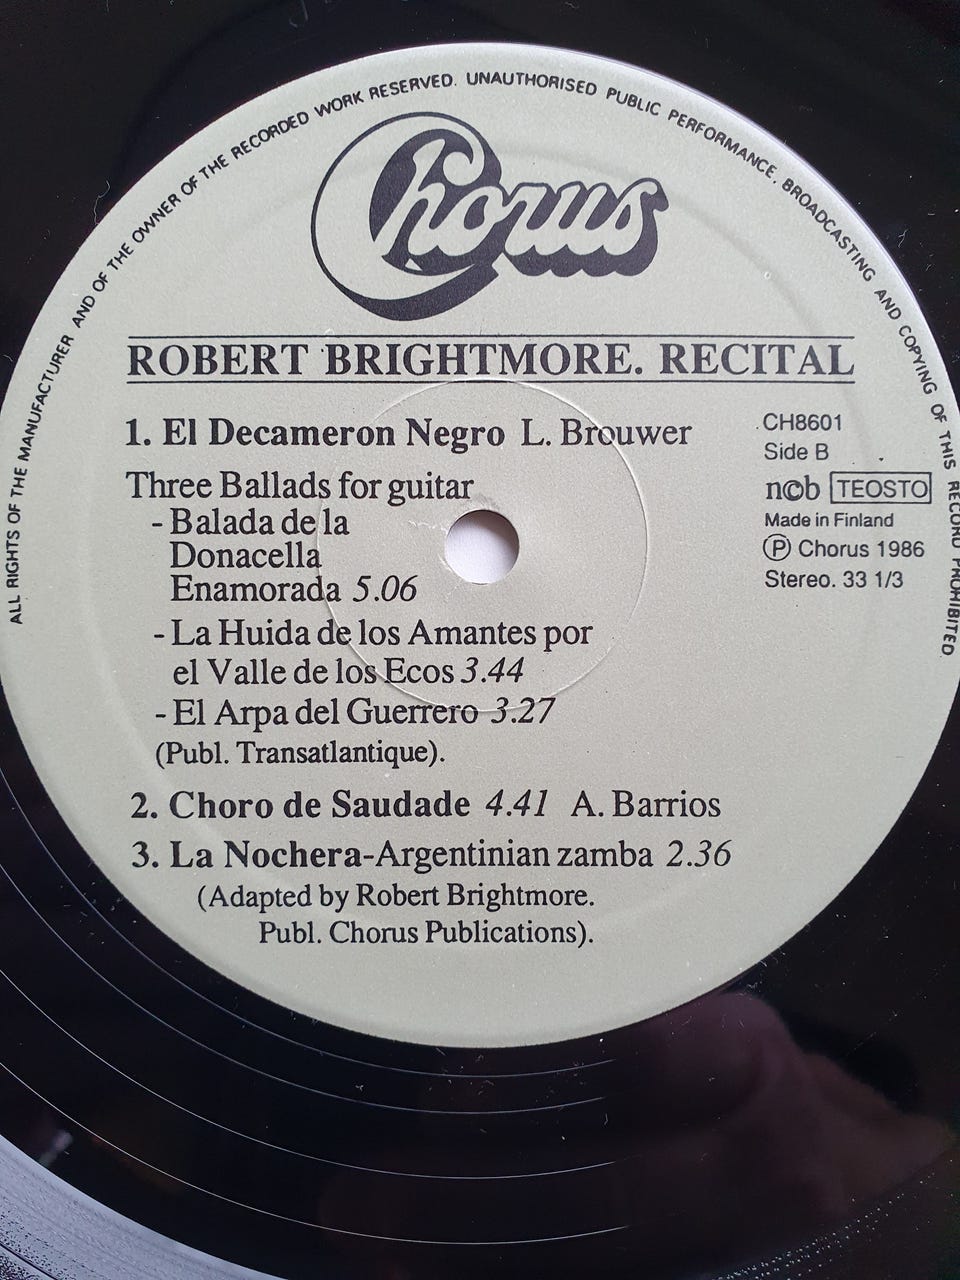 ALL RIGHTS OF THE MANUFACTURER AND OF THE OWNER OF THE RECORDED WORK RESERVED. UNAUTHORISED PUBLIC PERFORMANCE, BROADCASTING AND COPYING OF THIS RECORD PROHIBITED.
Chorus
ROBERT BRIGHTMORE. RECITAL
1. El Decameron Negro L. Brouwer
Three Ballads for guitar
- Balada de la
Donacella
Enamorada 5.06
- La Huida de los Amantes por
el Valle de los Ecos 3.44
- El Arpa del Guerrero 3.27
(Publ. Transatlantique).
2. Choro de Saudade 4.41 A. Barrios
3. La Nochera-Argentinian zamba 2.36
(Adapted by Robert Brightmore.
Publ. Chorus Publications).
CH8601
Side B
n©b TEOSTO
Made in Finland
Ⓟ Chorus 1986
Stereo. 33 1/3